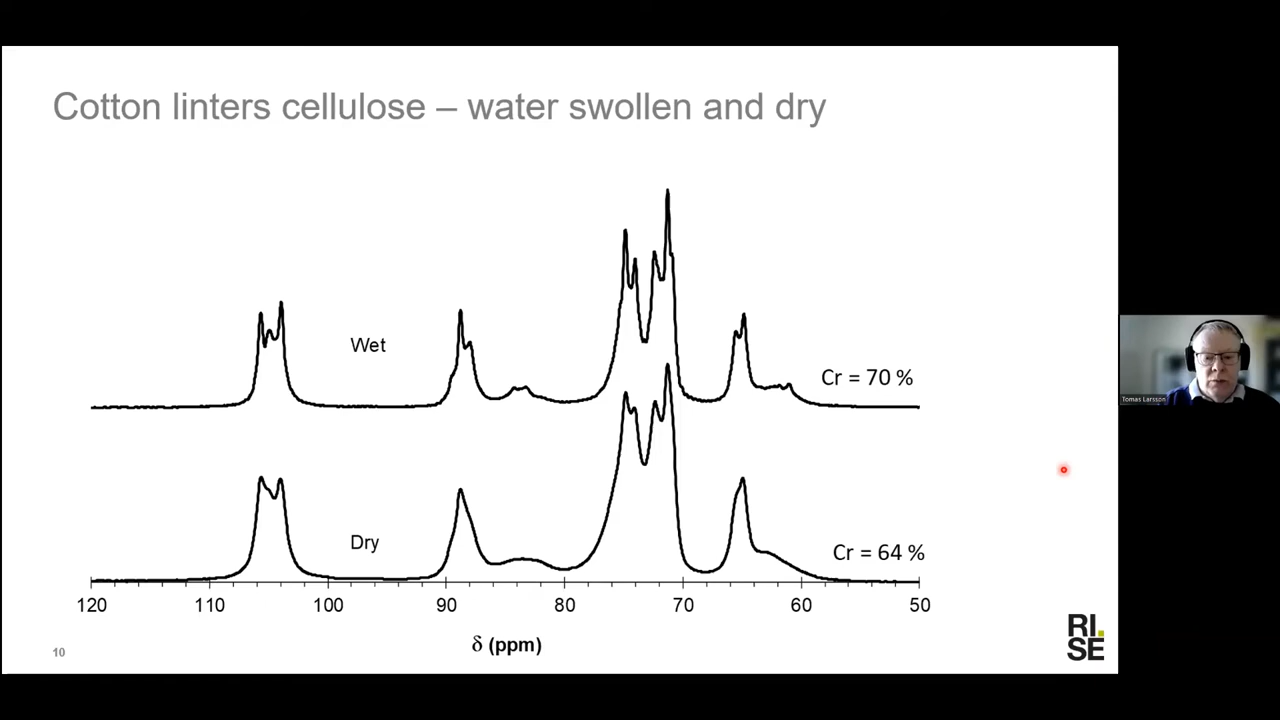 Cotton linters cellulose – water swollen and dry
Wet
Cr = 70 %
Tomas Larsson
Dry
Cr = 64 %
120 110 100 90 80 70 60 50
δ (ppm)
10
RI.
SE